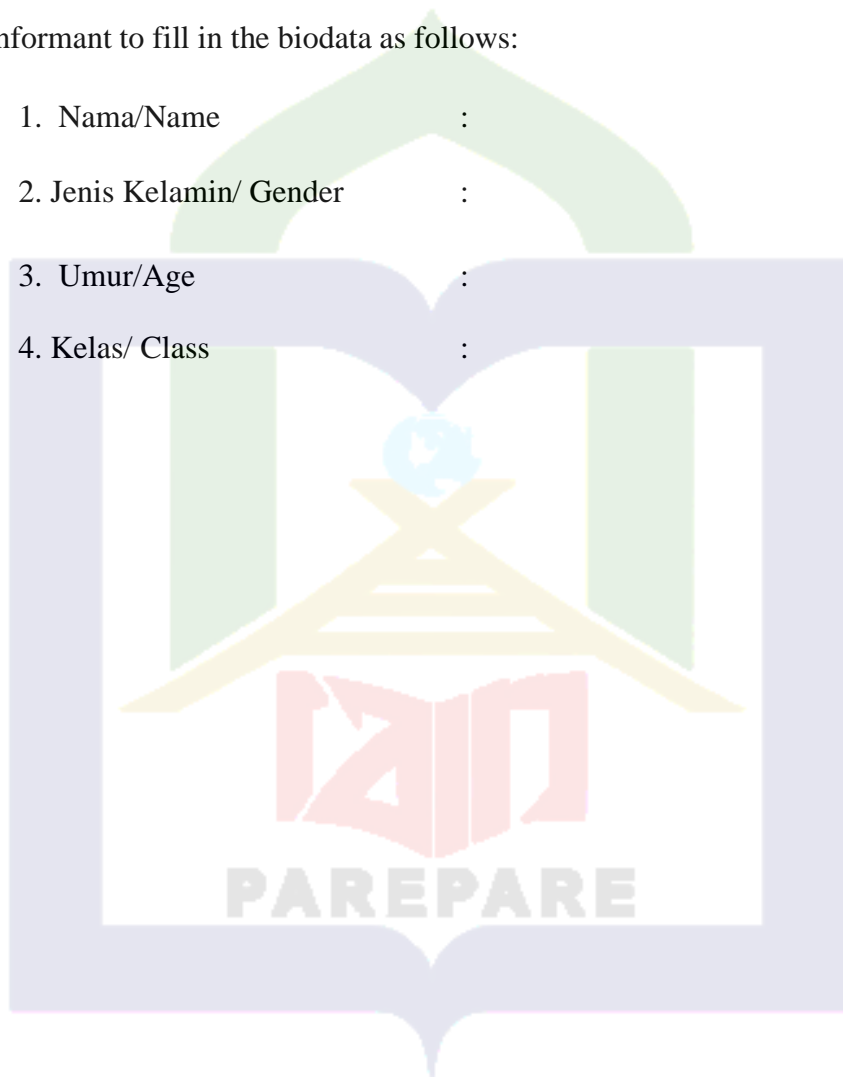 nformant to fill in the biodata as follows:
1. Nama/Name :
2. Jenis Kelamin/ Gender :
3. Umur/Age :
4. Kelas/ Class :
iain
PAREPARE